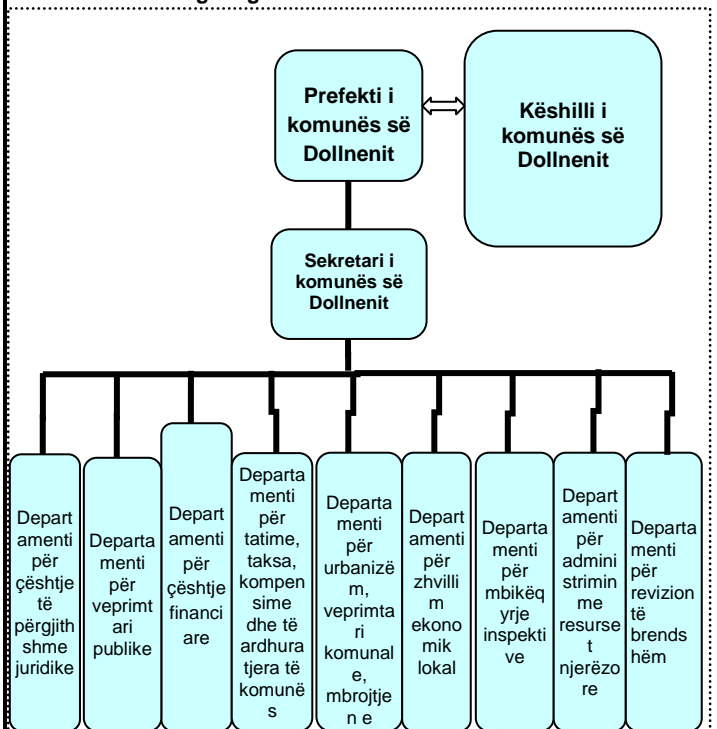 Prefekti i
komunës së
Dollnenit
Këshilli i
komunës së
Dollnenit
Sekretari i
komunës së
Dollnenit
Depart
amenti
për
çështje
të
përgjith
shme
juridike
Departa
menti
për
veprimt
ari
publike
Depart
amenti
për
çështje
financi
are
Departa
menti
për
tatime,
taksa,
kompen
sime
dhe të
ardhura
tjera të
komunë
s
Departa
menti
për
urbanizë
m,
veprimta
ri
komunal
e,
mbrojtje
n e
Depart
amenti
për
zhvilli
m
ekono
mik
lokal
Departa
menti
për
mbikëq
yrje
inspekti
ve
Depart
amenti
për
admini
strimin
me
resurse
t
njerëzo
re
Departa
menti
për
revizion
të
brends
hëm